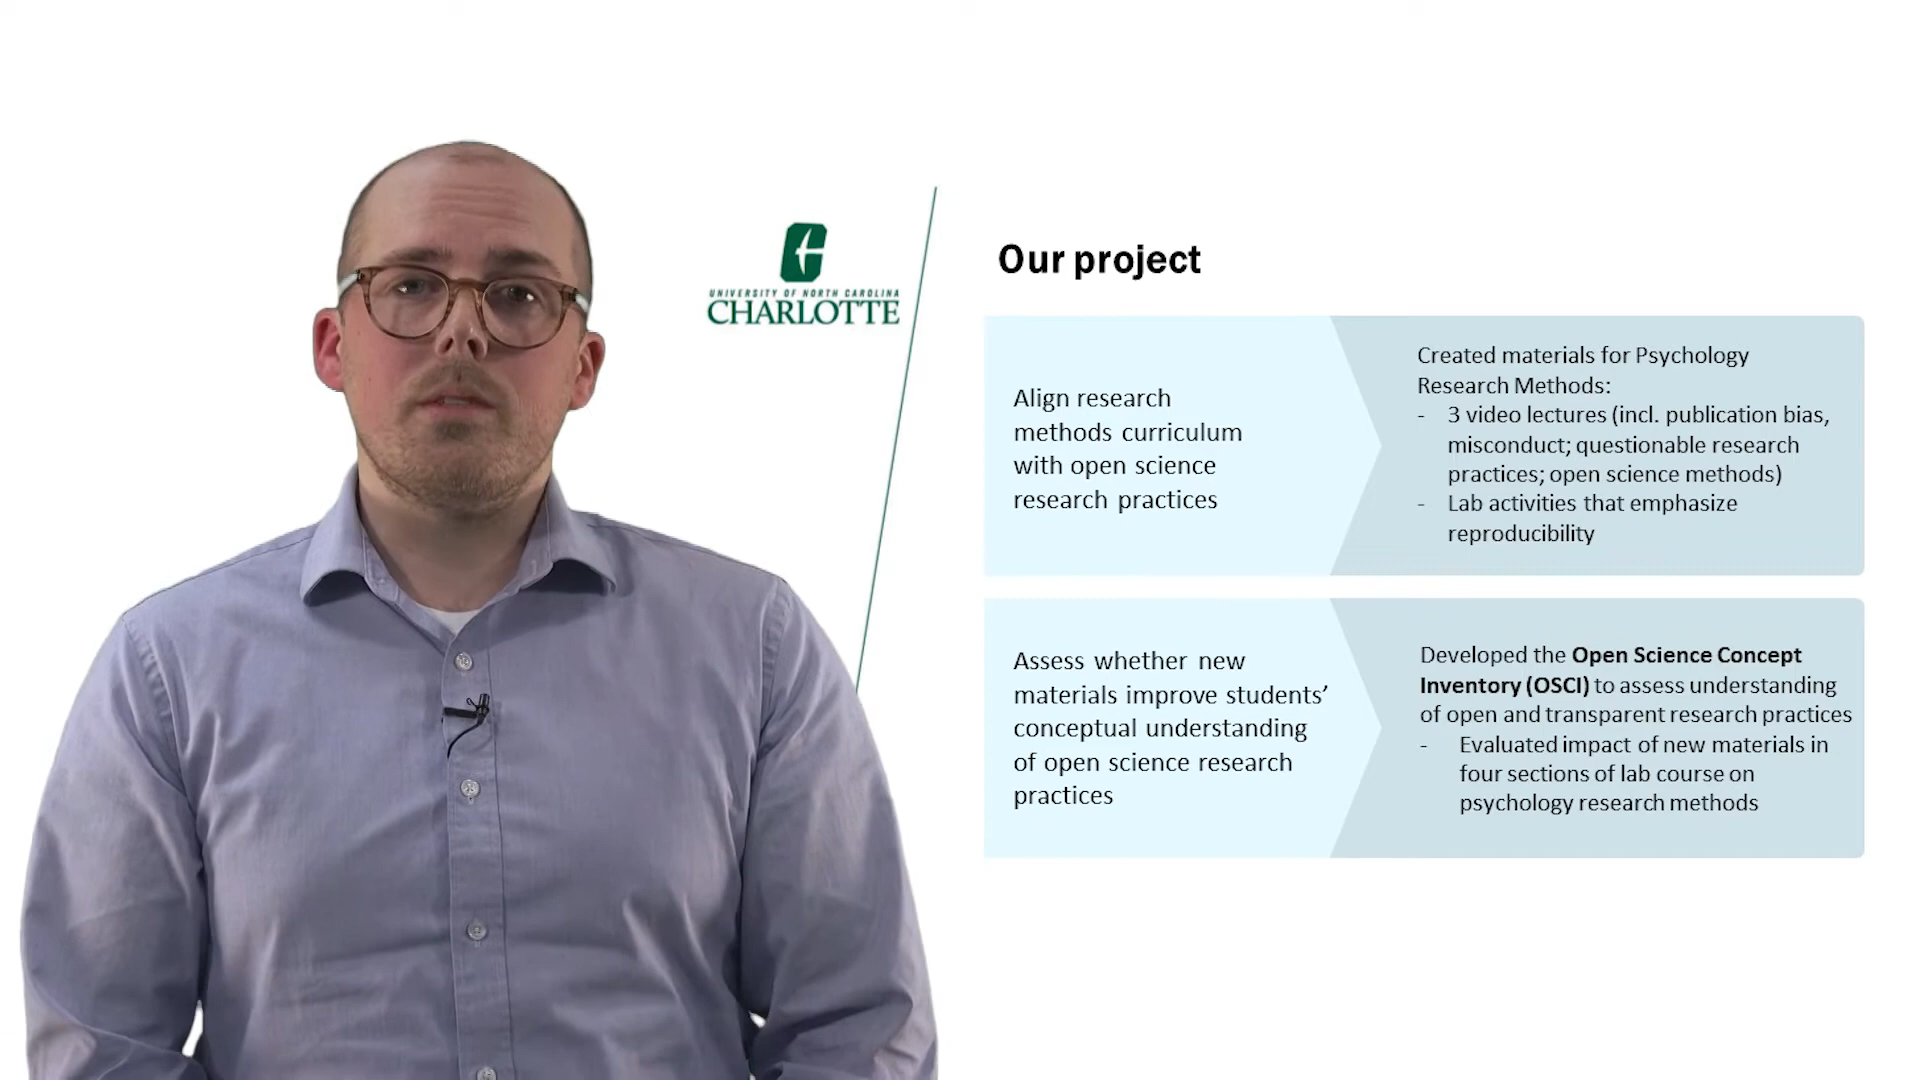 UNIVERSITY OF NORTH CAROLINA
CHARLOTTE
Our project
Align research
methods curriculum
with open science
research practices
Created materials for Psychology
Research Methods:
- 3 video lectures (incl. publication bias,
misconduct; questionable research
practices; open science methods)
- Lab activities that emphasize
reproducibility
Assess whether new
materials improve students’
conceptual understanding
of open science research
practices
Developed the Open Science Concept
Inventory (OSCI) to assess understanding
of open and transparent research practices
- Evaluated impact of new materials in
four sections of lab course on
psychology research methods